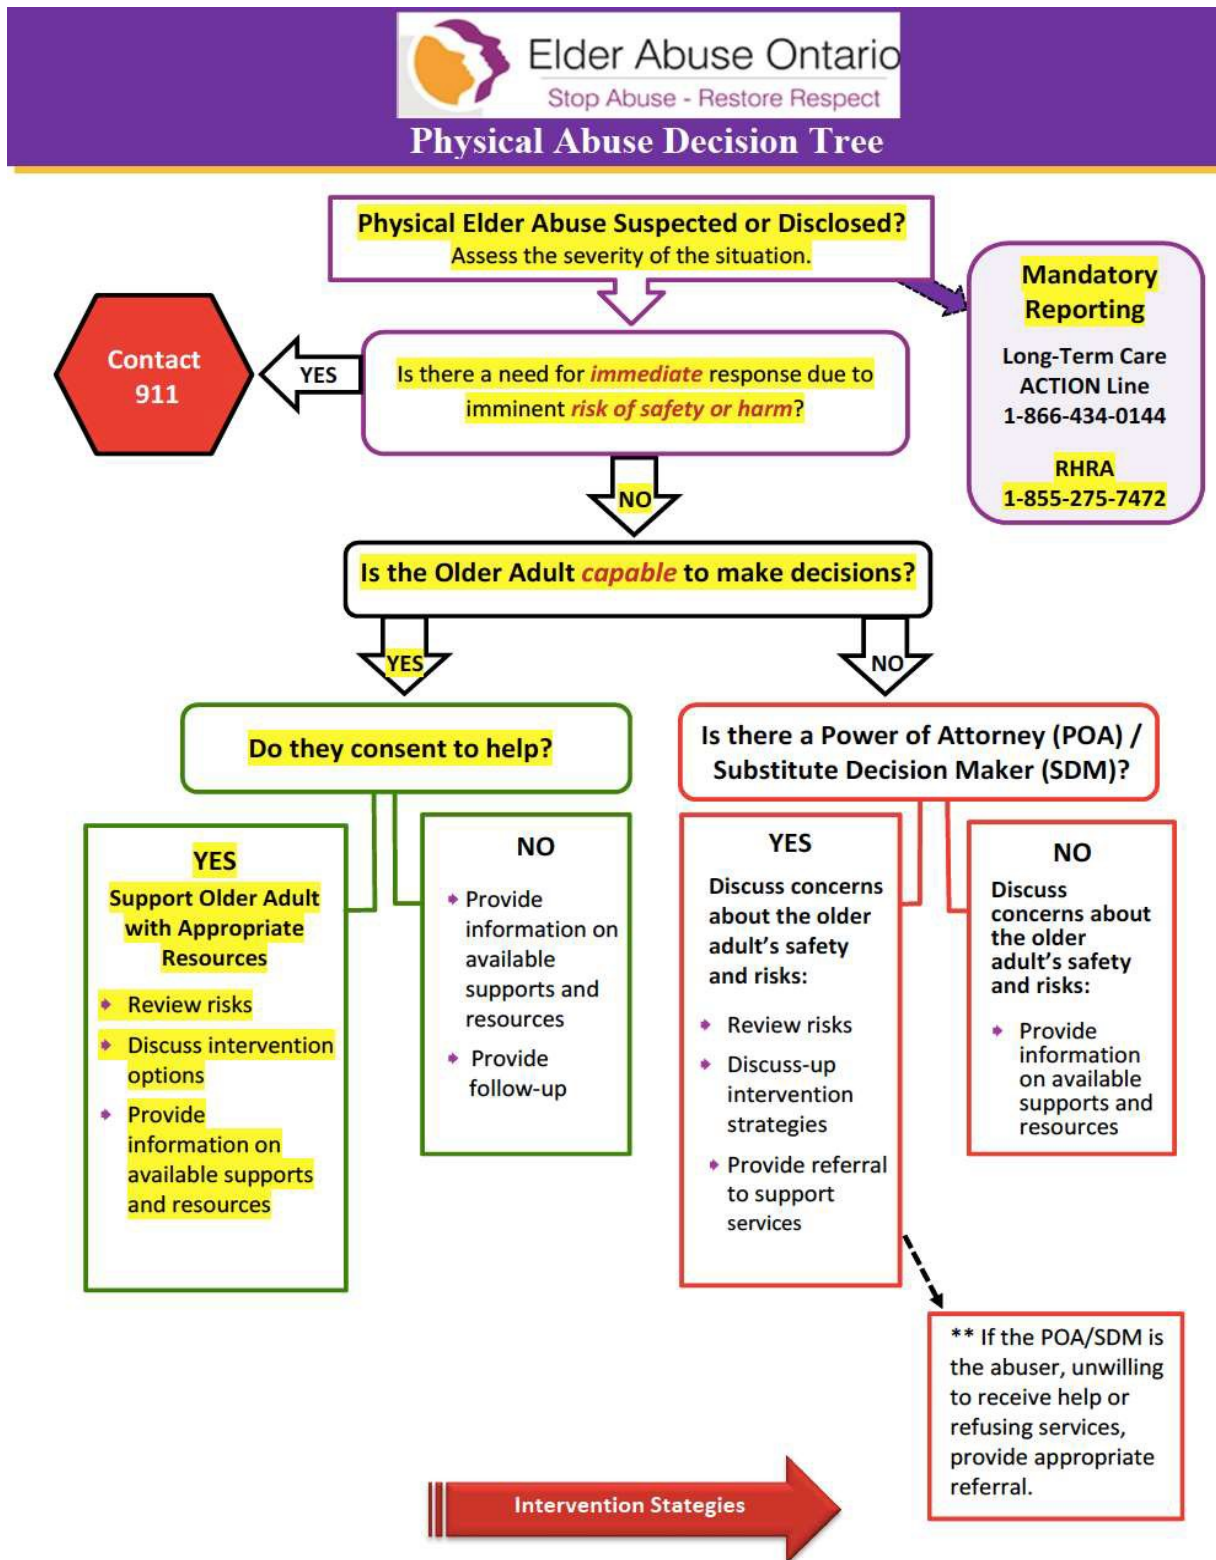 Elder Abuse Ontario
Stop Abuse - Restore Respect
Physical Abuse Decision Tree
Physical Elder Abuse Suspected or Disclosed?
Assess the severity of the situation.
Mandatory
Reporting
Long-Term Care
ACTION Line
1-866-434-0144
RHRA
1-855-275-7472
Contact
911
YES
Is there a need for immediate response due to
imminent risk of safety or harm?
NO
Is the Older Adult capable to make decisions?
YES
NO
Do they consent to help?
Is there a Power of Attorney (POA) /
Substitute Decision Maker (SDM)?
YES
Support Older Adult
with Appropriate
Resources
Review risks
Discuss intervention
options
Provide
information on
available supports
and resources
NO
Provide
information on
available
supports and
resources
Provide
follow-up
YES
Discuss concerns
about the older
adult's safety
and risks:
Review risks
Discuss-up
intervention
strategies
Provide referral
to support
services
NO
Discuss
concerns about
the older
adult's safety
and risks:
Provide
information
on available
supports and
resources
** If the POA/SDM is
the abuser, unwilling
to receive help or
refusing services,
provide appropriate
referral.
Intervention Stategies